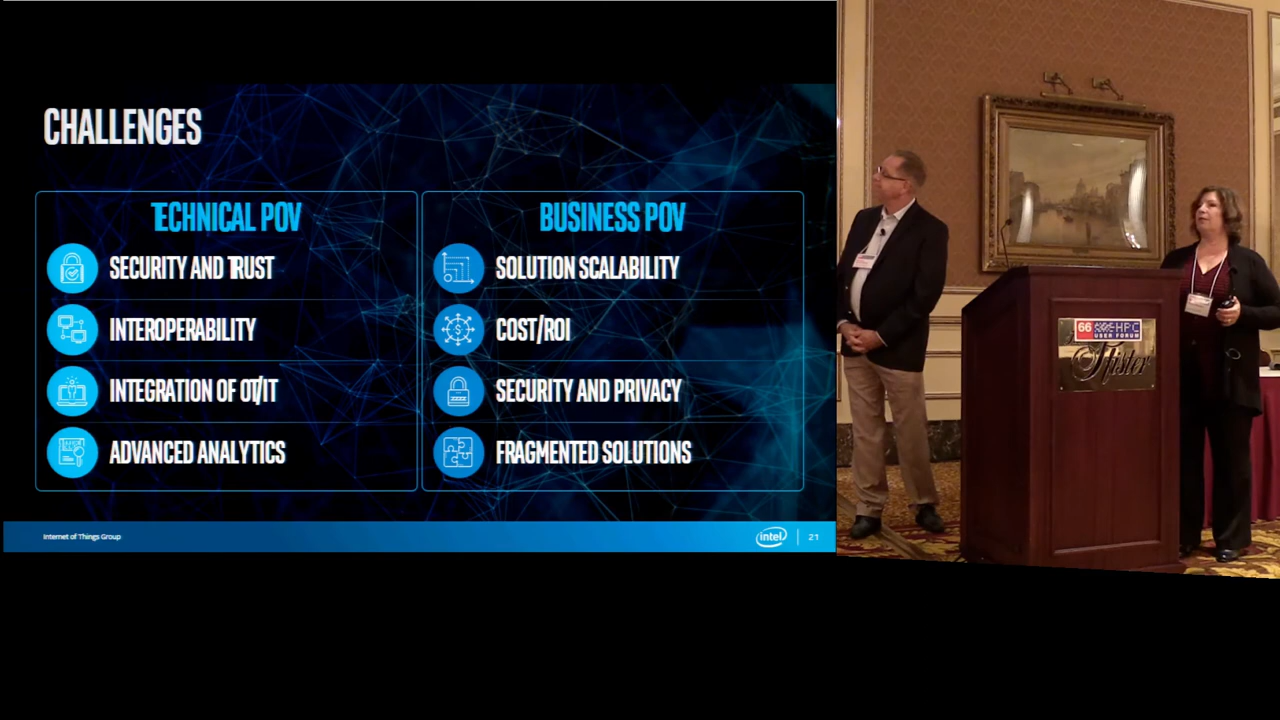 CHALLENGES
TECHNICAL POV
SECURITY AND TRUST
INTEROPERABILITY
INTEGRATION OF OT/IT
ADVANCED ANALYTICS
BUSINESS POV
SOLUTION SCALABILITY
COST/ROI
SECURITY AND PRIVACY
FRAGMENTED SOLUTIONS
Internet of Things Group
intel
21
66 HPC
USER FORUM
Pfister